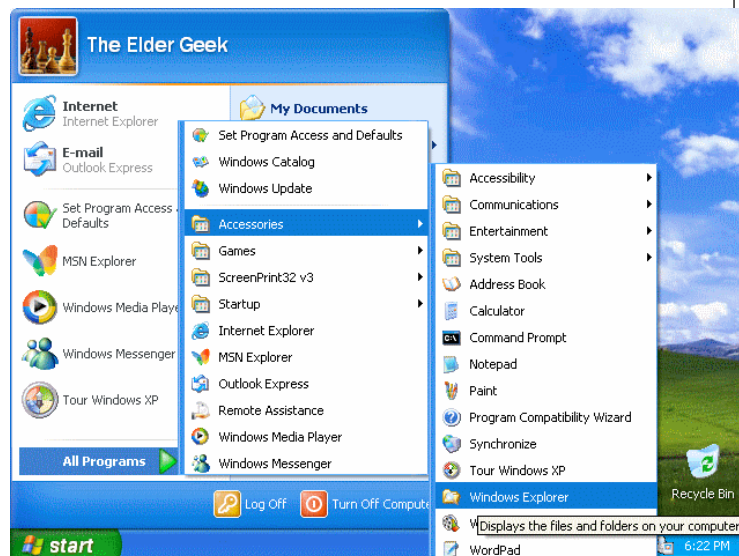 The Elder Geek
Internet
Internet Explorer
E-mail
Outlook Express
Set Program Access
Defaults
MSN Explorer
Windows Media Playe
Windows Messenger
Tour Windows XP
All Programs
My Documents
Set Program Access and Defaults
Windows Catalog
Windows Update
Accessories
Games
ScreenPrint32 v3
Startup
Internet Explorer
MSN Explorer
Outlook Express
Remote Assistance
Windows Media Player
Windows Messenger
Accessibility
Communications
Entertainment
System Tools
Address Book
Calculator
Command Prompt
Notepad
Paint
Program Compatibility Wizard
Synchronize
Tour Windows XP
Windows Explorer
Displays the files and folders on your computer
WordPad
Log Off
Turn Off Compute
Recycle Bin
start
6:22 PM